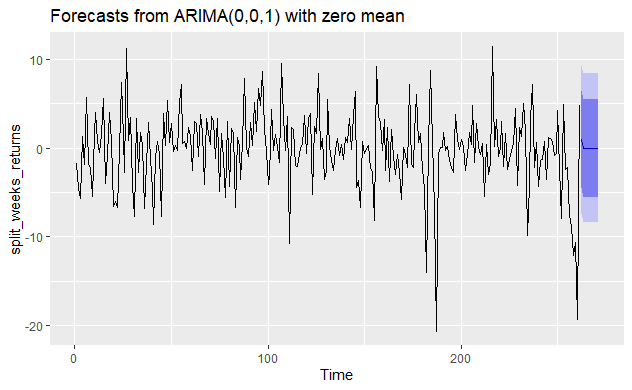 Forecasts from ARIMA(0,0,1) with zero mean
10
0
-10
-20
split_weeks_returns
0
100
200
Time